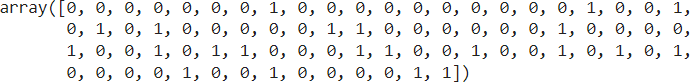 array([0, 0, 0, 0, 0, 0, 0, 1, 0, 0, 0, 0, 0, 0, 0, 0, 0, 0, 1, 0, 0, 1,
0, 1, 0, 1, 0, 0, 0, 0, 0, 1, 1, 0, 0, 0, 0, 0, 0, 1, 0, 0, 0, 0,
1, 0, 0, 1, 0, 1, 1, 0, 0, 0, 1, 1, 0, 0, 1, 0, 0, 1, 0, 1, 0, 1,
0, 0, 0, 0, 1, 0, 0, 1, 0, 0, 0, 0, 1, 1])